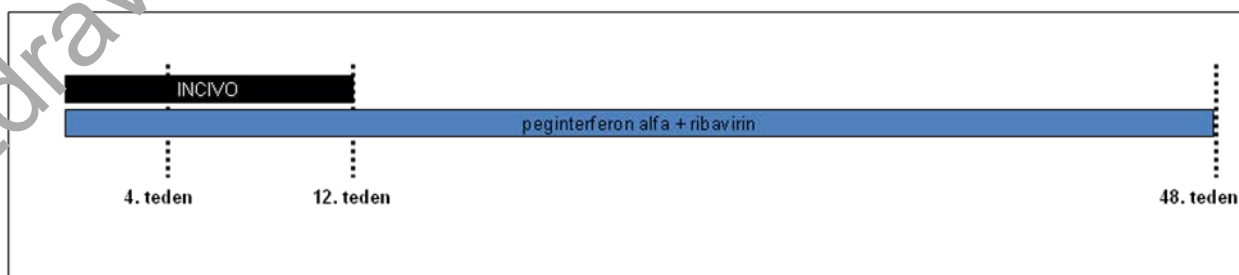 INCIVO
peginterferon alfa + ribavirin
4. teden 12. teden 48. teden